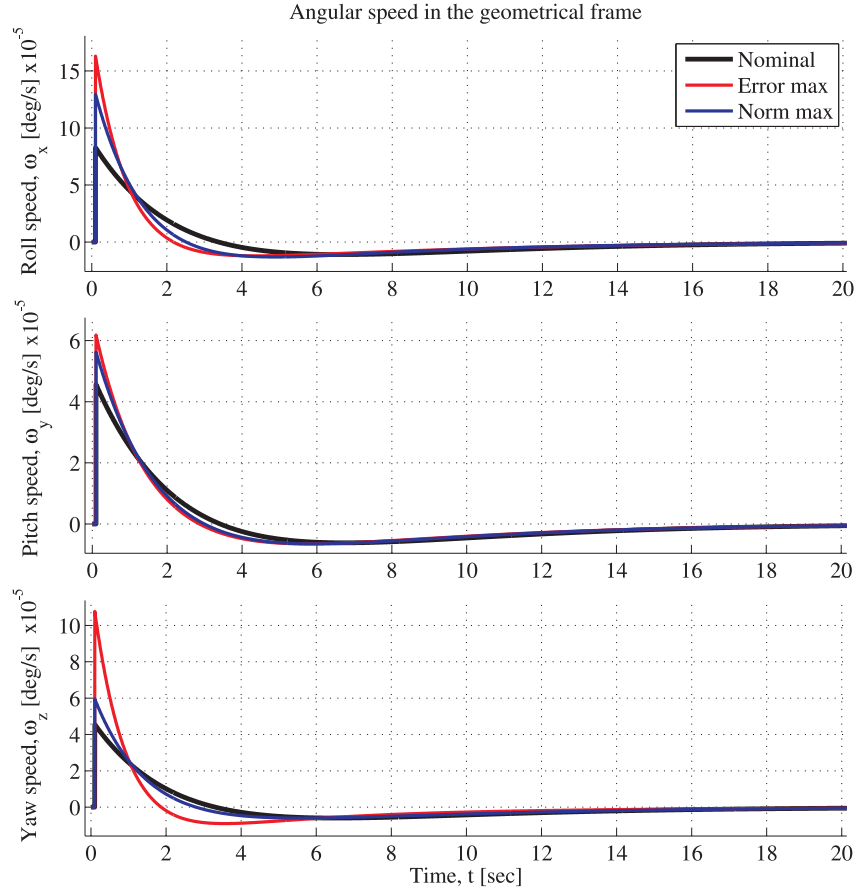 Angular speed in the geometrical frame
Roll speed, ω_x [deg/s] x10^-5
15
10
5
0
Nominal
Error max
Norm max
0 2 4 6 8 10 12 14 16 18 20
Pitch speed, ω_y [deg/s] x10^-5
6
4
2
0
0 2 4 6 8 10 12 14 16 18 20
Yaw speed, ω_z [deg/s] x10^-5
10
8
6
4
2
0
0 2 4 6 8 10 12 14 16 18 20
Time, t [sec]